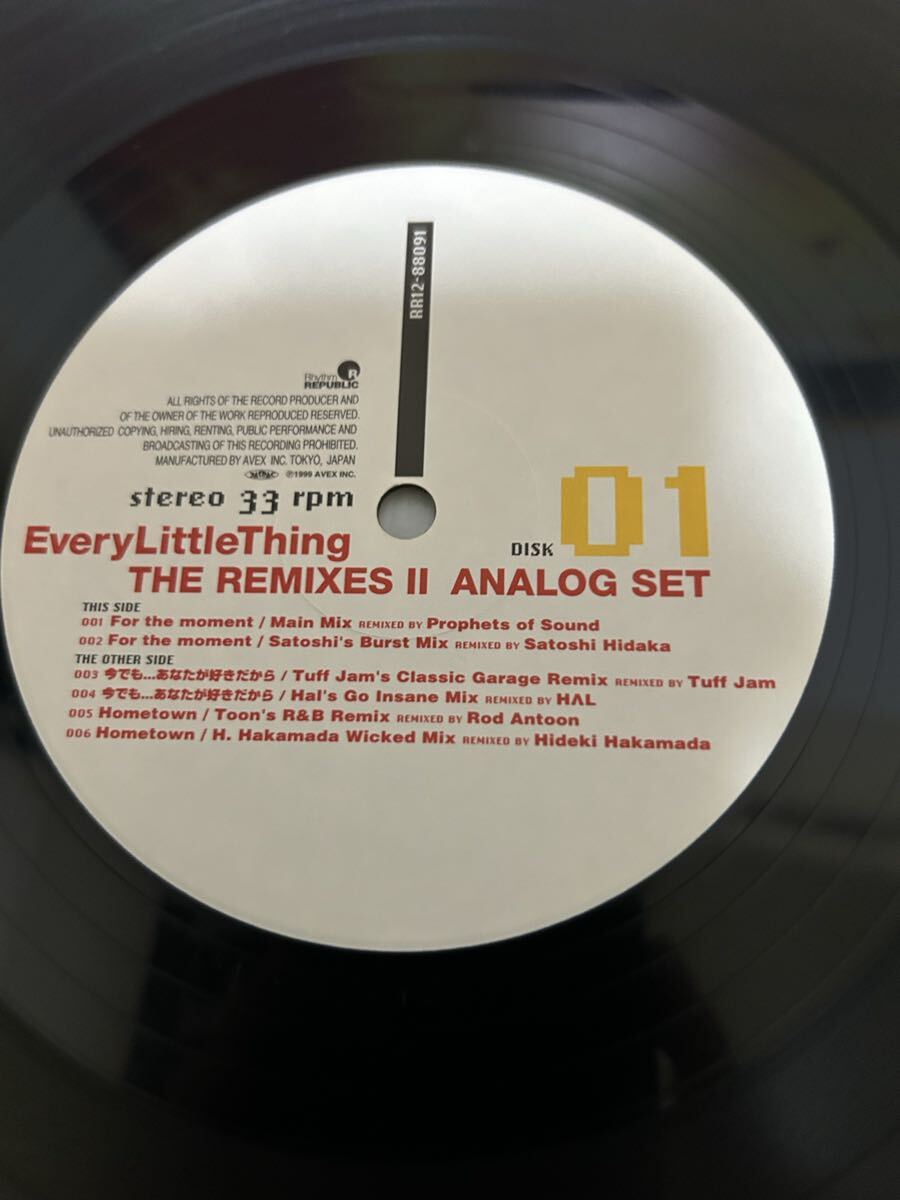 RR12-88091
Rhythm R
REPUBLIC
ALL RIGHTS OF THE RECORD PRODUCER AND
OF THE OWNER OF THE WORK REPRODUCED RESERVED.
UNAUTHORIZED COPYING, HIRING, RENTING, PUBLIC PERFORMANCE AND
BROADCASTING OF THIS RECORDING PROHIBITED.
MANUFACTURED BY AVEX INC. TOKYO, JAPAN
℗1999 AVEX INC.
stereo 33 rpm
EveryLittleThing
DISK 01
THE REMIXES II ANALOG SET
THIS SIDE
001 For the moment / Main Mix REMIXED BY Prophets of Sound
002 For the moment / Satoshi's Burst Mix REMIXED BY Satoshi Hidaka
THE OTHER SIDE
003 今でも...あなたが好きだから / Tuff Jam's Classic Garage Remix REMIXED BY Tuff Jam
004 今でも...あなたが好きだから / Hal's Go Insane Mix REMIXED BY HΛL
005 Hometown / Toon's R&B Remix REMIXED BY Rod Antoon
006 Hometown / H. Hakamada Wicked Mix REMIXED BY Hideki Hakamada